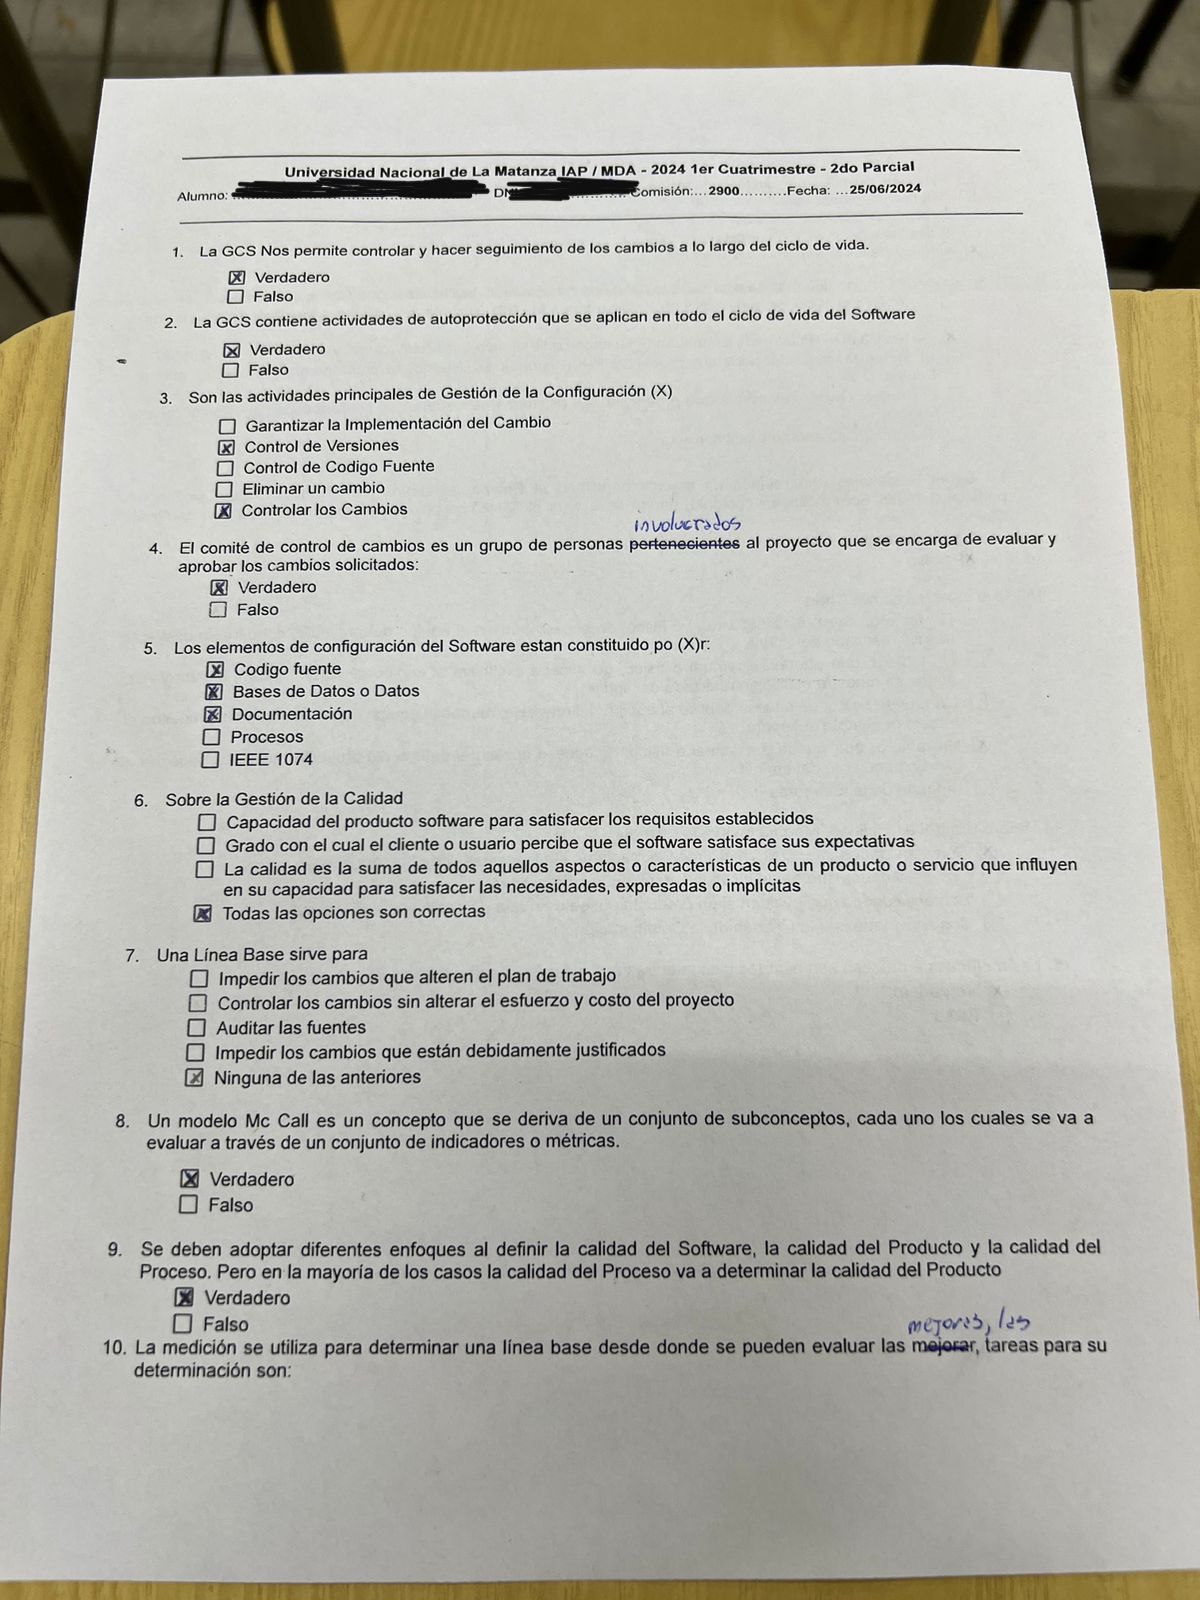 Universidad Nacional de La Matanza IAP / MDA - 2024 1er Cuatrimestre - 2do Parcial
Alumno: Comisión:...2900.........Fecha: ...25/06/2024
1. La GCS Nos permite controlar y hacer seguimiento de los cambios a lo largo del ciclo de vida.
☒ Verdadero
☐ Falso
2. La GCS contiene actividades de autoprotección que se aplican en todo el ciclo de vida del Software
☒ Verdadero
☐ Falso
3. Son las actividades principales de Gestión de la Configuración (X)
☐ Garantizar la Implementación del Cambio
☒ Control de Versiones
☐ Control de Codigo Fuente
☐ Eliminar un cambio
☒ Controlar los Cambios
involucrados
4. El comité de control de cambios es un grupo de personas pertenecientes al proyecto que se encarga de evaluar y
aprobar los cambios solicitados:
☒ Verdadero
☐ Falso
5. Los elementos de configuración del Software estan constituido po (X)r:
☒ Codigo fuente
☒ Bases de Datos o Datos
☒ Documentación
☐ Procesos
☐ IEEE 1074
6. Sobre la Gestión de la Calidad
☐ Capacidad del producto software para satisfacer los requisitos establecidos
☐ Grado con el cual el cliente o usuario percibe que el software satisface sus expectativas
☐ La calidad es la suma de todos aquellos aspectos o características de un producto o servicio que influyen
en su capacidad para satisfacer las necesidades, expresadas o implícitas
☒ Todas las opciones son correctas
7. Una Línea Base sirve para
☐ Impedir los cambios que alteren el plan de trabajo
☐ Controlar los cambios sin alterar el esfuerzo y costo del proyecto
☐ Auditar las fuentes
☐ Impedir los cambios que están debidamente justificados
☒ Ninguna de las anteriores
8. Un modelo Mc Call es un concepto que se deriva de un conjunto de subconceptos, cada uno los cuales se va a
evaluar a través de un conjunto de indicadores o métricas.
☒ Verdadero
☐ Falso
9. Se deben adoptar diferentes enfoques al definir la calidad del Software, la calidad del Producto y la calidad del
Proceso. Pero en la mayoría de los casos la calidad del Proceso va a determinar la calidad del Producto
☒ Verdadero
☐ Falso
mejoras, las
10. La medición se utiliza para determinar una línea base desde donde se pueden evaluar las mejorar, tareas para su
determinación son: